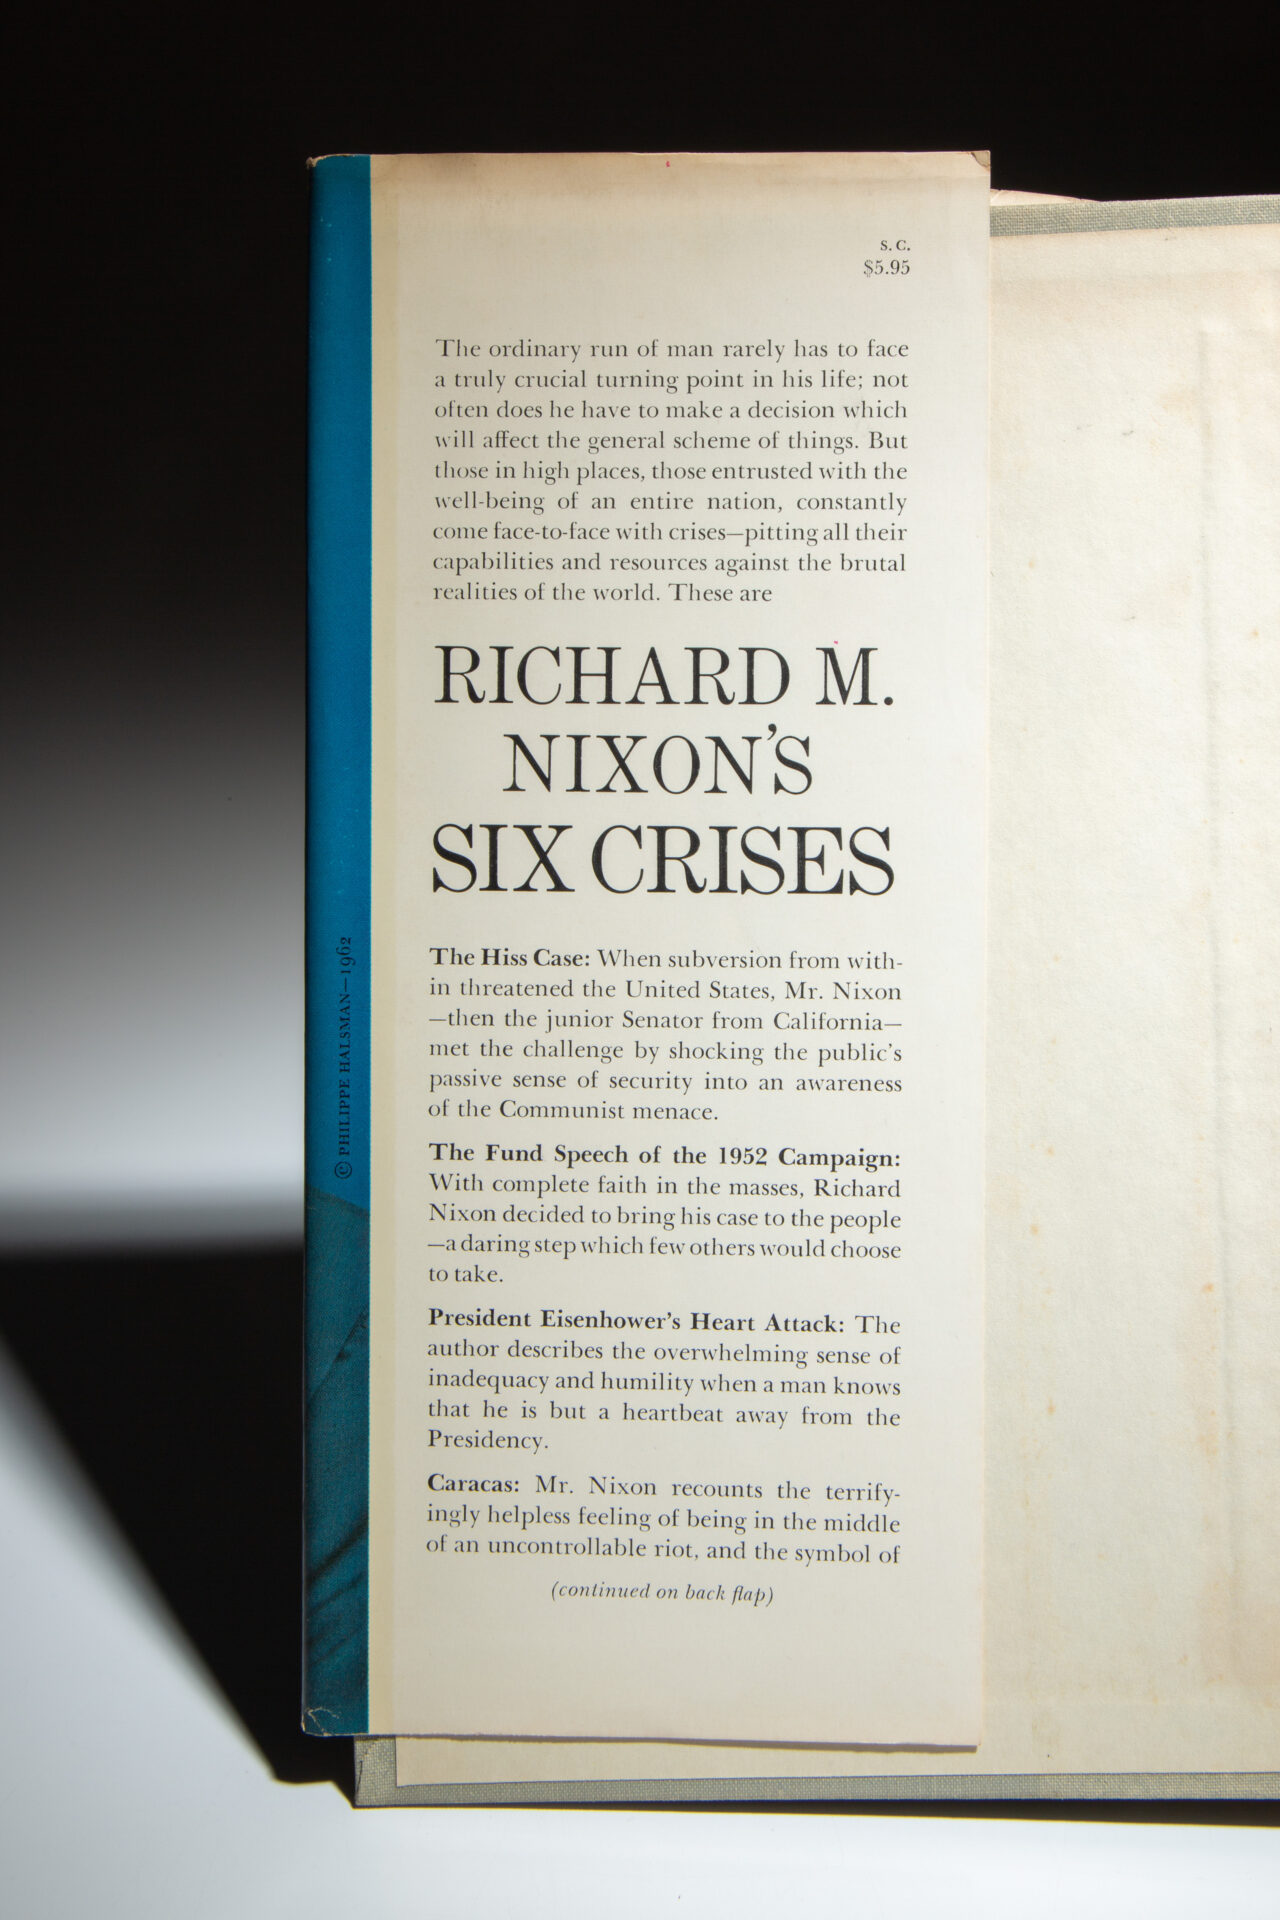 S. C.
$5.95
The ordinary run of man rarely has to face
a truly crucial turning point in his life; not
often does he have to make a decision which
will affect the general scheme of things. But
those in high places, those entrusted with the
well-being of an entire nation, constantly
come face-to-face with crises—pitting all their
capabilities and resources against the brutal
realities of the world. These are
RICHARD M.
NIXON'S
SIX CRISES
The Hiss Case: When subversion from with-
in threatened the United States, Mr. Nixon
—then the junior Senator from California—
met the challenge by shocking the public's
passive sense of security into an awareness
of the Communist menace.
The Fund Speech of the 1952 Campaign:
With complete faith in the masses, Richard
Nixon decided to bring his case to the people
—a daring step which few others would choose
to take.
President Eisenhower's Heart Attack: The
author describes the overwhelming sense of
inadequacy and humility when a man knows
that he is but a heartbeat away from the
Presidency.
Caracas: Mr. Nixon recounts the terrify-
ingly helpless feeling of being in the middle
of an uncontrollable riot, and the symbol of
(continued on back flap)
© PHILIPPE HALSMAN—1962